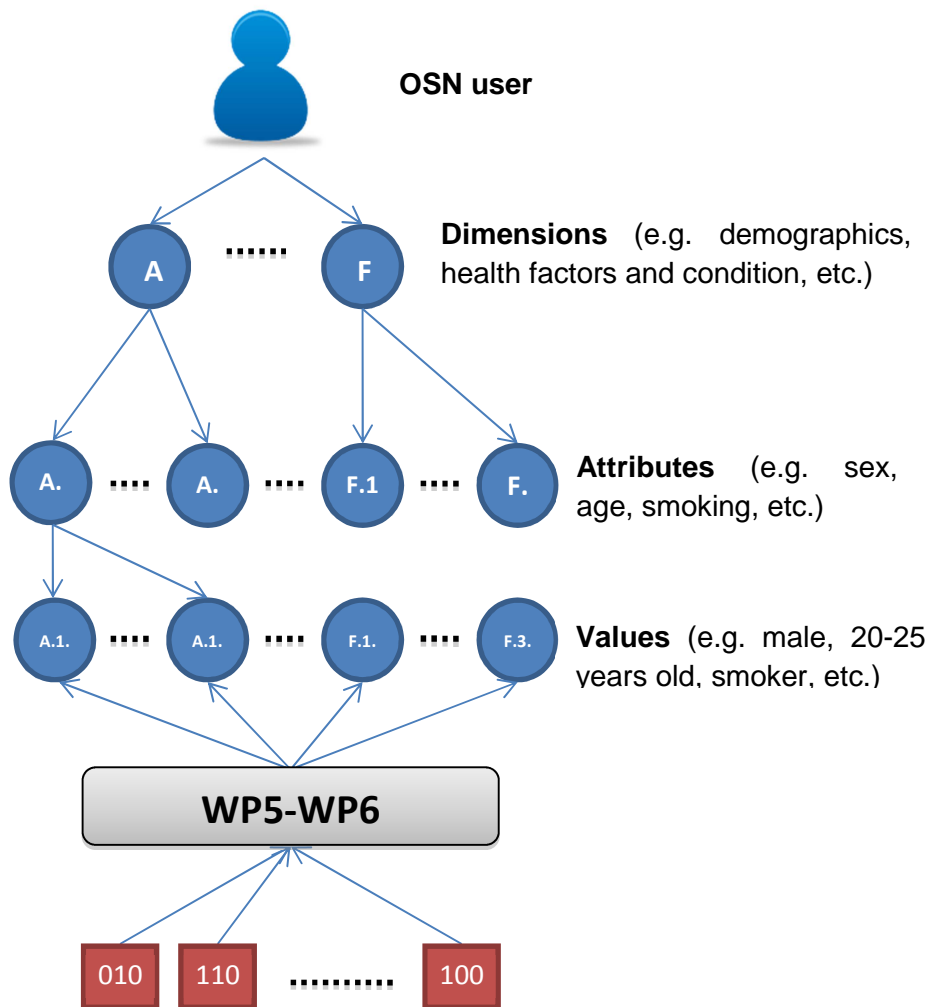 OSN user
Dimensions (e.g. demographics,
health factors and condition, etc.)
A ...... F
Attributes (e.g. sex,
age, smoking, etc.)
A. .... A. .... F.1 .... F.
Values (e.g. male, 20-25
years old, smoker, etc.)
A.1. .... A.1. .... F.1. .... F.3.
WP5-WP6
010 110 .......... 100